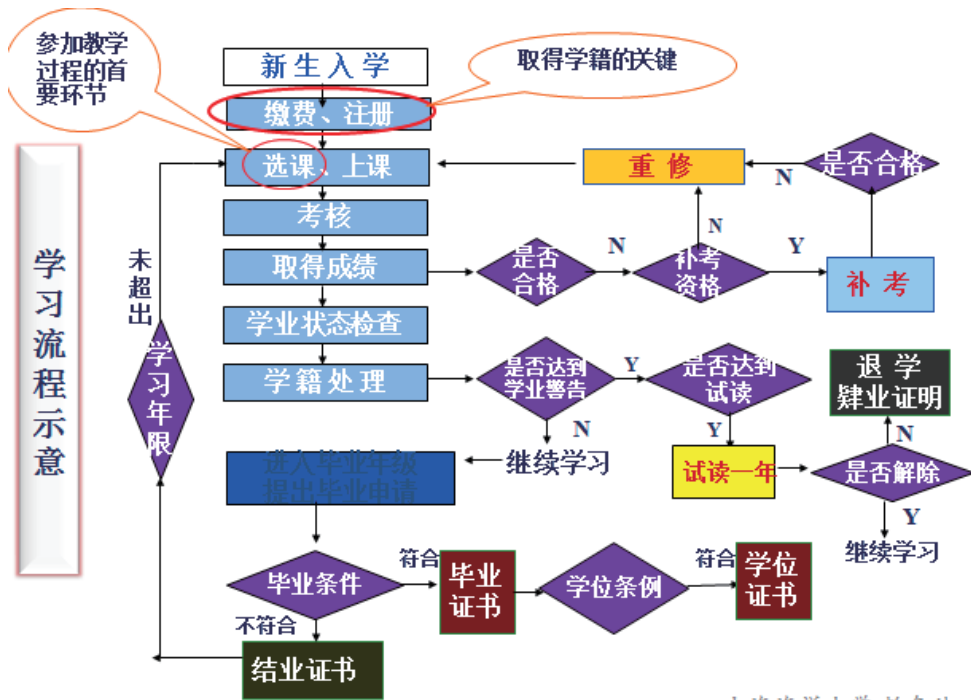 参加教学
过程的首
要环节
新生入学
取得学籍的关键
缴费、注册
选课、上课
重修
N
是否合格
考核
N
取得成绩
是否
合格
N
补考
资格
Y
补考
学习流程示意
未超出
学习年限
学业状态检查
学籍处理
是否达到
学业警告
Y
是否达到
试读
退学
肄业证明
N
Y
N
进入毕业年级
提出毕业申请
继续学习
试读一年
是否解除
Y
继续学习
毕业条件
符合
毕业
证书
学位条例
符合
学位
证书
不符合
结业证书